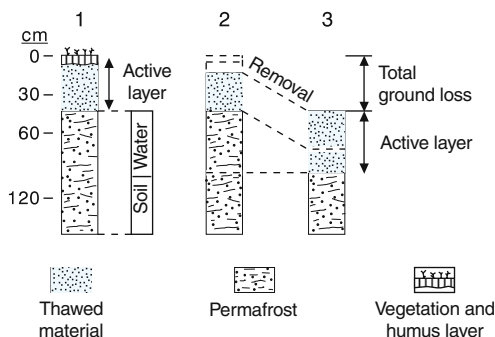 1
2
3
cm
0
30
60
120
Active
layer
Soil | Water
Removal
Total
ground loss
Active layer
Thawed
material
Permafrost
Vegetation and
humus layer